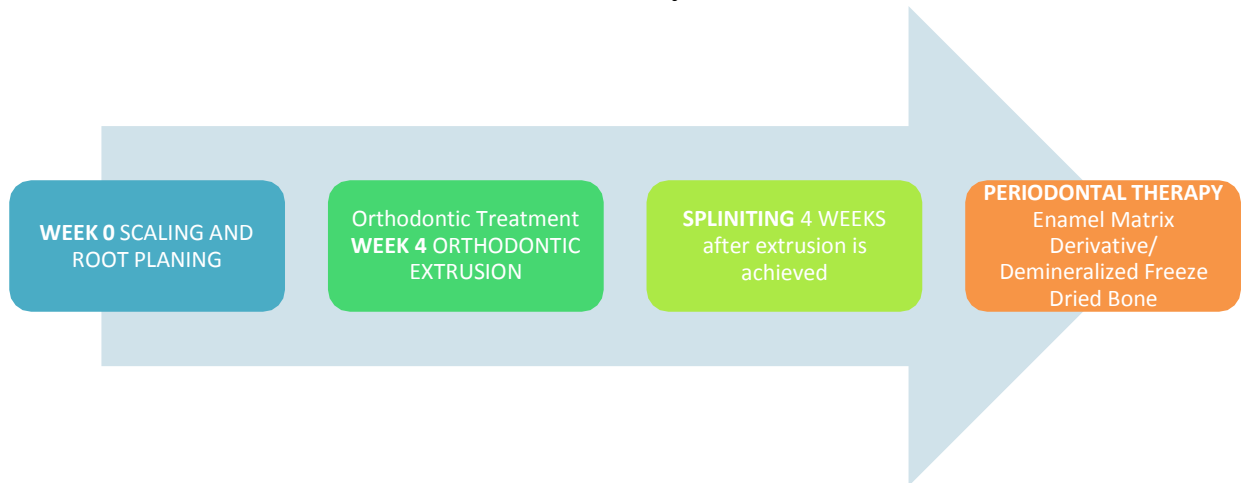 WEEK 0 SCALING AND
ROOT PLANING
Orthodontic Treatment
WEEK 4 ORTHODONTIC
EXTRUSION
SPLINITING 4 WEEKS
after extrusion is
achieved
PERIODONTAL THERAPY
Enamel Matrix
Derivative/
Demineralized Freeze
Dried Bone